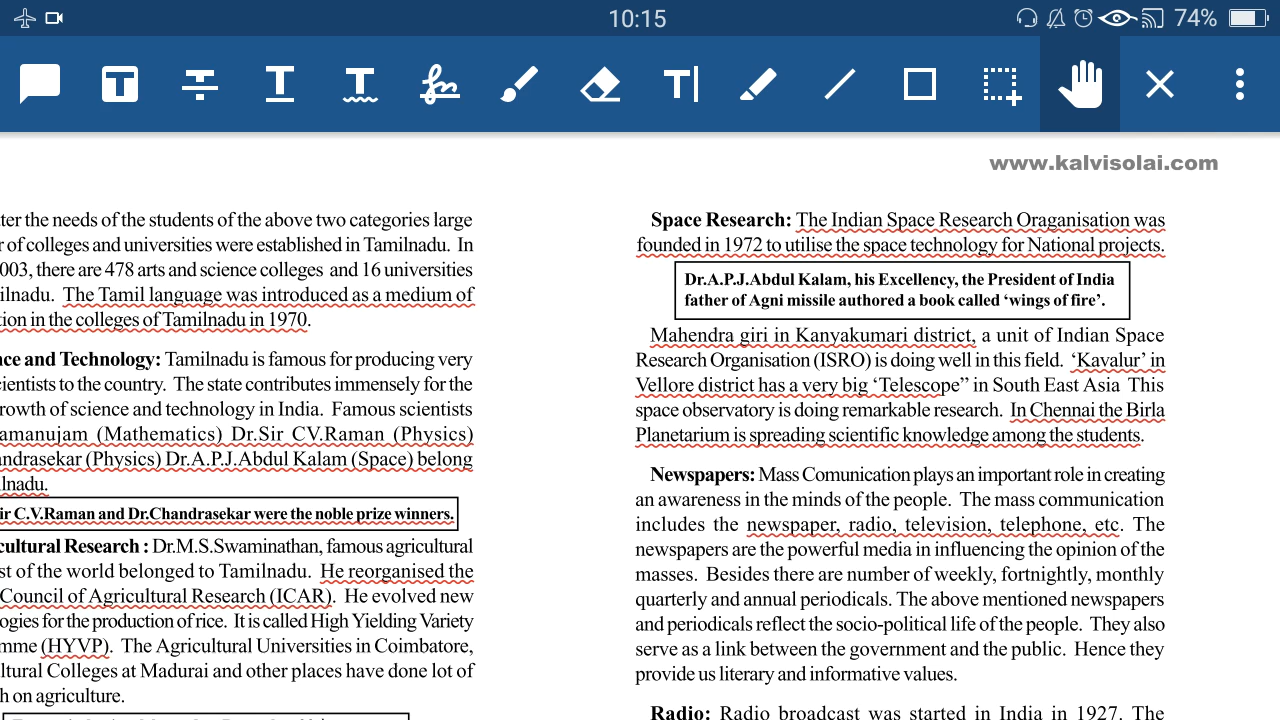 10:15
74%
www.kalvisolai.com
the needs of the students of the above two categories large
of colleges and universities were established in Tamilnadu. In
003, there are 478 arts and science colleges and 16 universities
The Tamil language was introduced as a medium of
in the colleges of Tamilnadu in 1970.
and Technology: Tamilnadu is famous for producing very
to the country. The state contributes immensely for the
of science and technology in India. Famous scientists
amanujam (Mathematics) Dr.Sir CV.Raman (Physics)
ndrasekar (Physics) Dr.A.P.J.Abdul Kalam (Space) belong
lnadu.
ir C.V.Raman and Dr.Chandrasekar were the noble prize winners.
cultural Research : Dr.M.S.Swaminathan, famous agricultural
st of the world belonged to Tamilnadu. He reorganised the
Council of Agricultural Research (ICAR). He evolved new
ogies for the production of rice. It is called High Yielding Variety
mme (HYVP). The Agricultural Universities in Coimbatore,
ltural Colleges at Madurai and other places have done lot of
h on agriculture.
Space Research: The Indian Space Research Oraganisation was
founded in 1972 to utilise the space technology for National projects.
Dr.A.P.J.Abdul Kalam, his Excellency, the President of India
father of Agni missile authored a book called ‘wings of fire’.
Mahendra giri in Kanyakumari district, a unit of Indian Space
Research Organisation (ISRO) is doing well in this field. ‘Kavalur’ in
Vellore district has a very big ‘Telescope” in South East Asia This
space observatory is doing remarkable research. In Chennai the Birla
Planetarium is spreading scientific knowledge among the students.
Newspapers: Mass Comunication plays an important role in creating
an awareness in the minds of the people. The mass communication
includes the newspaper, radio, television, telephone, etc. The
newspapers are the powerful media in influencing the opinion of the
masses. Besides there are number of weekly, fortnightly, monthly
quarterly and annual periodicals. The above mentioned newspapers
and periodicals reflect the socio-political life of the people. They also
serve as a link between the government and the public. Hence they
provide us literary and informative values.
Radio: Radio broadcast was started in India in 1927. The